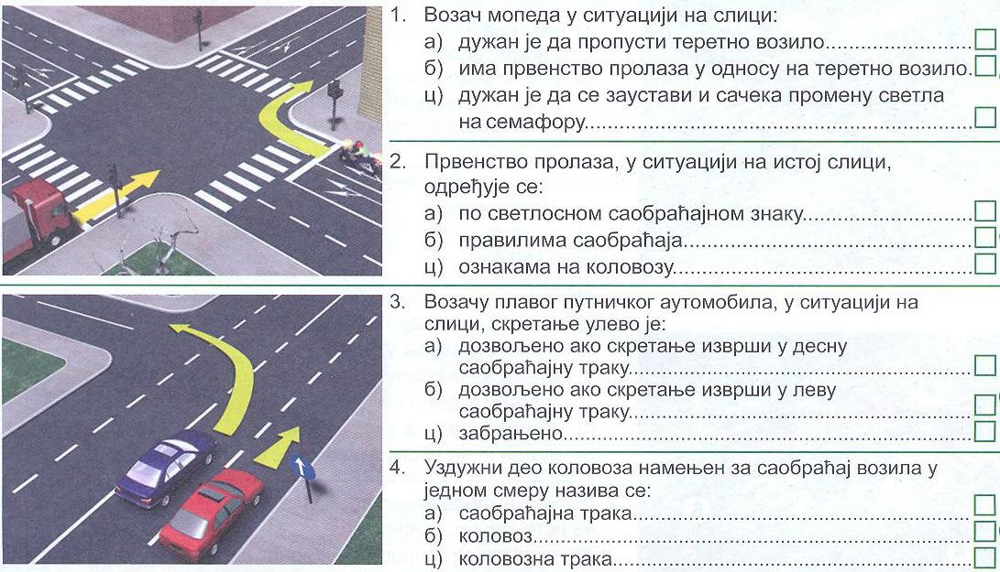 1. Возач мопеда у ситуацији на слици:
а) дужан је да пропусти теретно возило
б) има првенство пролаза у односу на теретно возило.
ц) дужан је да се заустави и сачека промену светла
на семафору
2. Првенство пролаза, у ситуацији на истој слици,
одређује се:
а) по светлосном саобраћајном знаку
б) правилима саобраћаја
ц) ознакама на коловозу
3. Возачу плавог путничког аутомобила, у ситуацији на
слици, скретање улево је:
а) дозвољено ако скретање изврши у десну
саобраћајну траку
б) дозвољено ако скретање изврши у леву
саобраћајну траку
ц) забрањено
4. Уздужни део коловоза намењен за саобраћај возила у
једном смеру назива се:
а) саобраћајна трака
б) коловоз
ц) коловозна трака